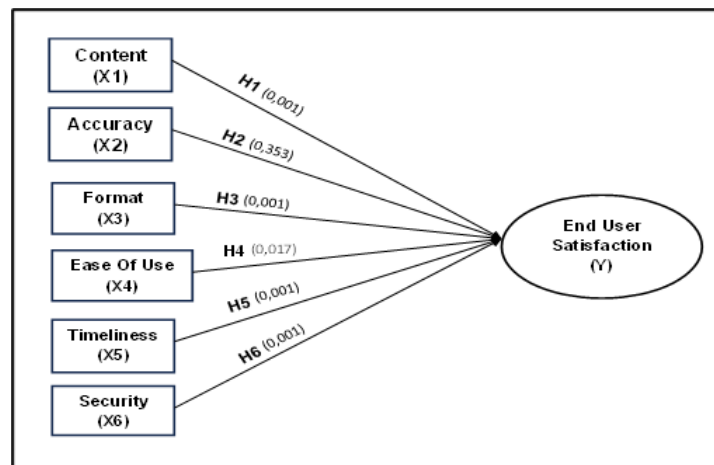 Content
(X1)
H1 (0,001)
Accuracy
(X2)
H2 (0,353)
Format
(X3)
H3 (0,001)
Ease Of Use
(X4)
H4 (0,017)
Timeliness
(X5)
H5 (0,001)
Security
(X6)
H6 (0,001)
End User
Satisfaction
(Y)